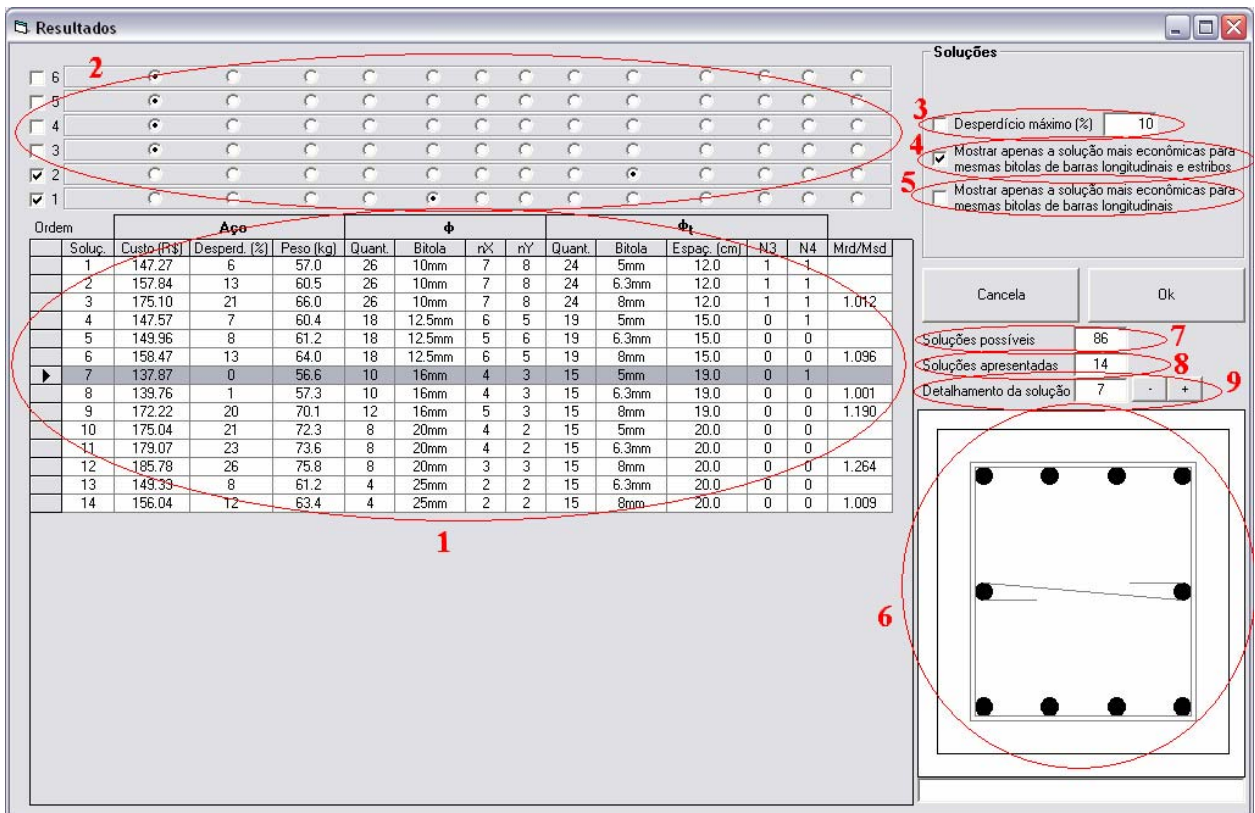 Resultados
2
6
5
4
3
2
1
Soluções
3
Desperdício máximo (%) 10
4
Mostrar apenas a solução mais econômicas para
mesmas bitolas de barras longitudinais e estribos
5
Mostrar apenas a solução mais econômicas para
mesmas bitolas de barras longitudinais
Ordem Aço ϕ Φt
Soluç. Custo (R$) Desperd. (%) Peso (kg) Quant. Bitola nX nY Quant. Bitola Espaç. (cm) N3 N4 Mrd/Msd
1 147.27 6 57.0 26 10mm 7 8 24 5mm 12.0 1 1
2 157.84 13 60.5 26 10mm 7 8 24 6.3mm 12.0 1 1
3 175.10 21 66.0 26 10mm 7 8 24 8mm 12.0 1 1 1.012
4 147.57 7 60.4 18 12.5mm 6 5 19 5mm 15.0 0 1
5 149.96 8 61.2 18 12.5mm 5 6 19 6.3mm 15.0 0 0
6 158.47 13 64.0 18 12.5mm 6 5 19 8mm 15.0 0 0 1.096
7 137.87 0 56.6 10 16mm 4 3 15 5mm 19.0 0 1
8 139.76 1 57.3 10 16mm 4 3 15 6.3mm 19.0 0 0 1.001
9 172.22 20 70.1 12 16mm 5 3 15 8mm 19.0 0 0 1.190
10 175.04 21 72.3 8 20mm 4 2 15 5mm 20.0 0 0
11 179.07 23 73.6 8 20mm 4 2 15 6.3mm 20.0 0 0
12 185.78 26 75.8 8 20mm 3 3 15 8mm 20.0 0 0 1.264
13 149.33 8 61.2 4 25mm 2 2 15 6.3mm 20.0 0 0
14 156.04 12 63.4 4 25mm 2 2 15 8mm 20.0 0 0 1.009
1
Cancela Ok
Soluções possíveis 86 7
Soluções apresentadas 14 8
Detalhamento da solução 7 - + 9
6